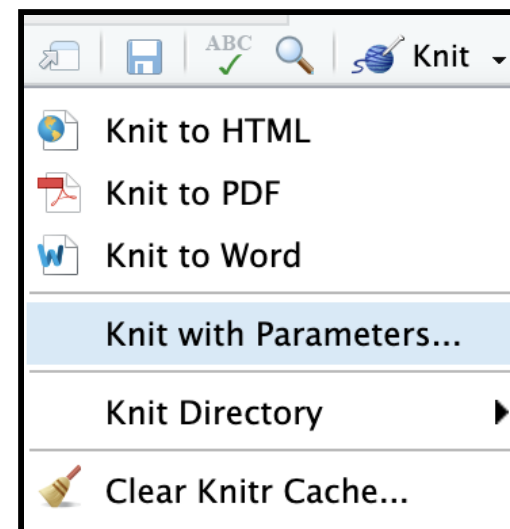 ABC
Knit
Knit to HTML
Knit to PDF
Knit to Word
Knit with Parameters...
Knit Directory
Clear Knitr Cache...